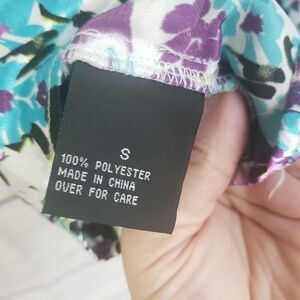 S
100% POLYESTER
MADE IN CHINA
OVER FOR CARE